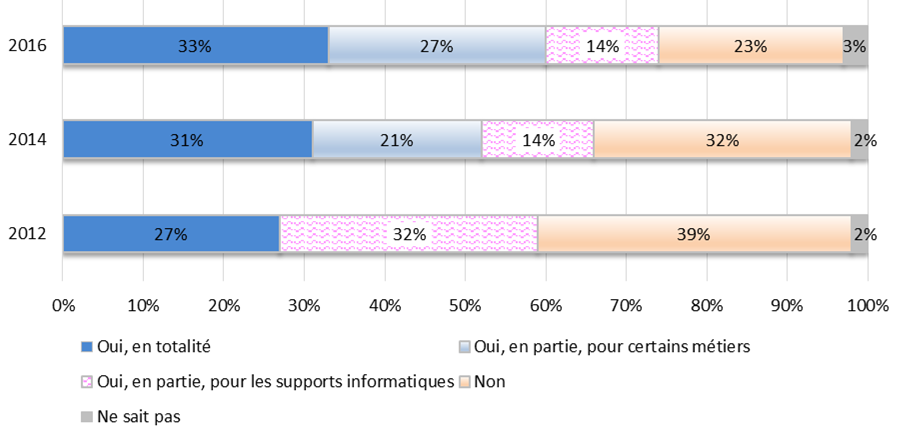 2016 33% 27% 14% 23% 3%
2014 31% 21% 14% 32% 2%
2012 27% 32% 39% 2%
0% 10% 20% 30% 40% 50% 60% 70% 80% 90% 100%
Oui, en totalité Oui, en partie, pour certains métiers
Oui, en partie, pour les supports informatiques Non
Ne sait pas